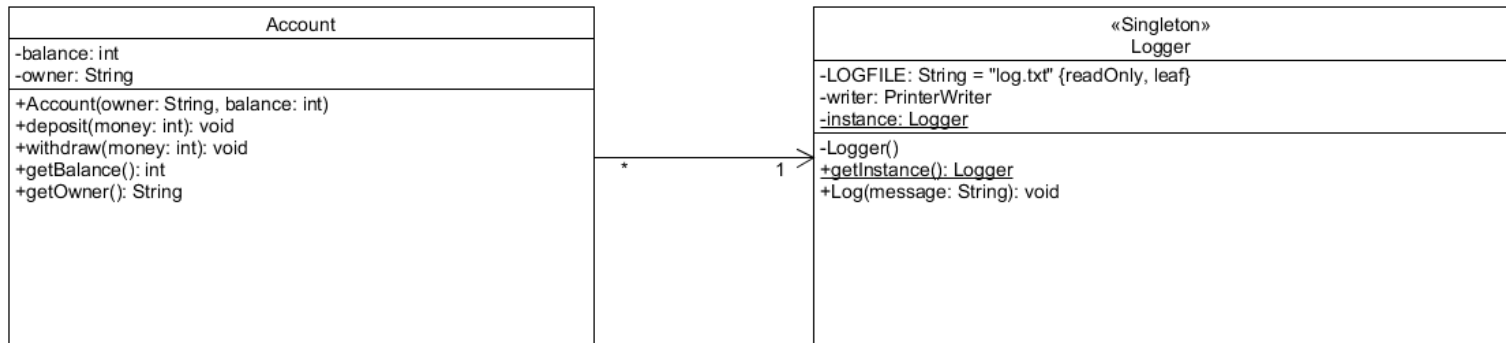 Account
-balance: int
-owner: String
+Account(owner: String, balance: int)
+deposit(money: int): void
+withdraw(money: int): void
+getBalance(): int
+getOwner(): String
*
1
«Singleton»
Logger
-LOGFILE: String = "log.txt" {readOnly, leaf}
-writer: PrinterWriter
-instance: Logger
-Logger()
+getInstance(): Logger
+Log(message: String): void